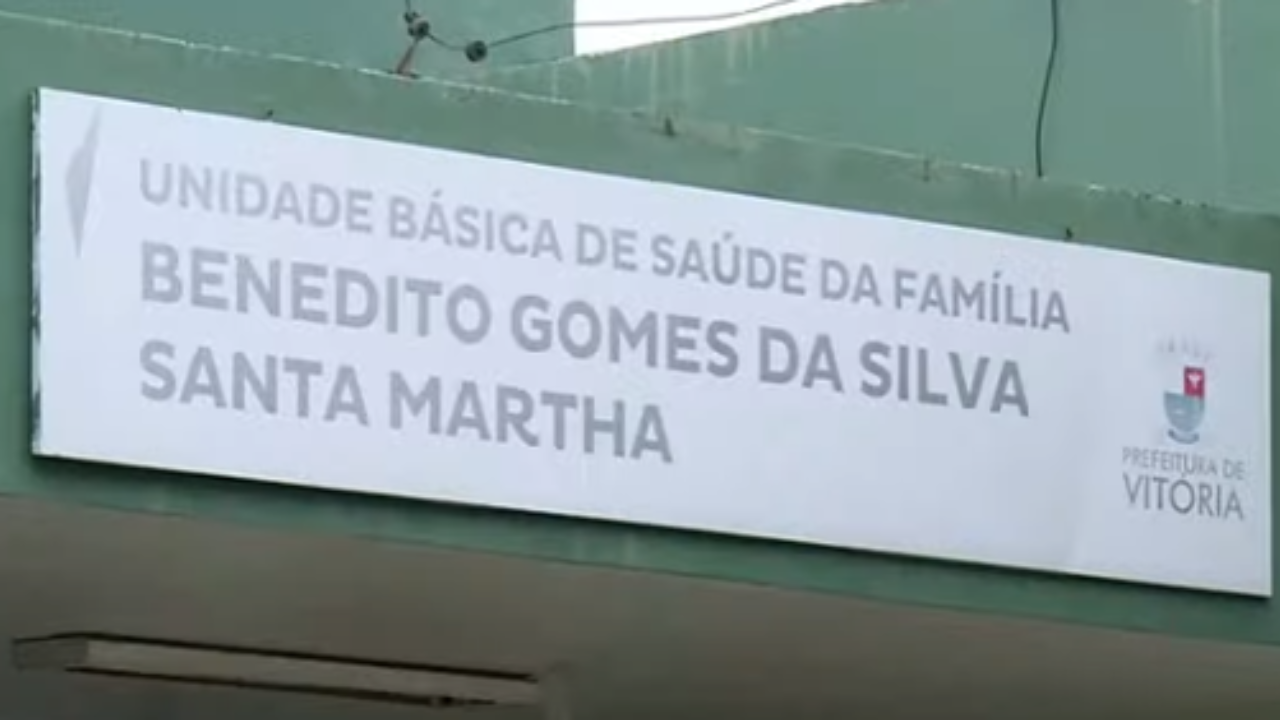 UNIDADE BÁSICA DE SAÚDE DA FAMÍLIA
BENEDITO GOMES DA SILVA
SANTA MARTHA
PREFEITURA DE
VITÓRIA